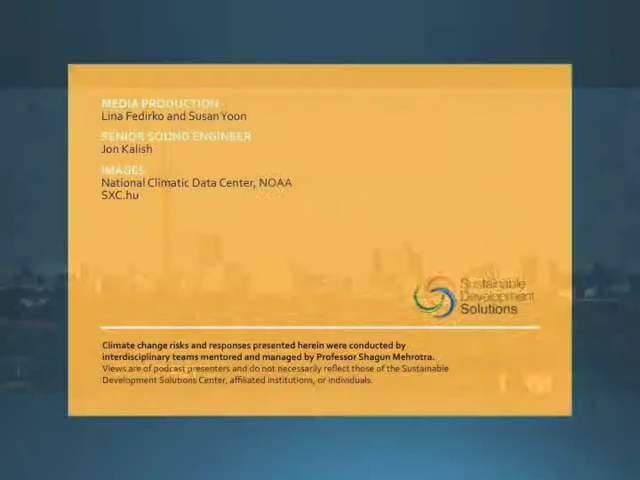 MEDIA PRODUCTION
Lina Fedirko and Susan Yoon
SENIOR SOUND ENGINEER
Jon Kalish
IMAGES
National Climatic Data Center, NOAA
SXC.hu
Sustainable
Development
Solutions
Climate change risks and responses presented herein were conducted by
interdisciplinary teams mentored and managed by Professor Shagun Mehrotra.
Views are of podcast presenters and do not necessarily reflect those of the Sustainable
Development Solutions Center, affiliated institutions, or individuals.